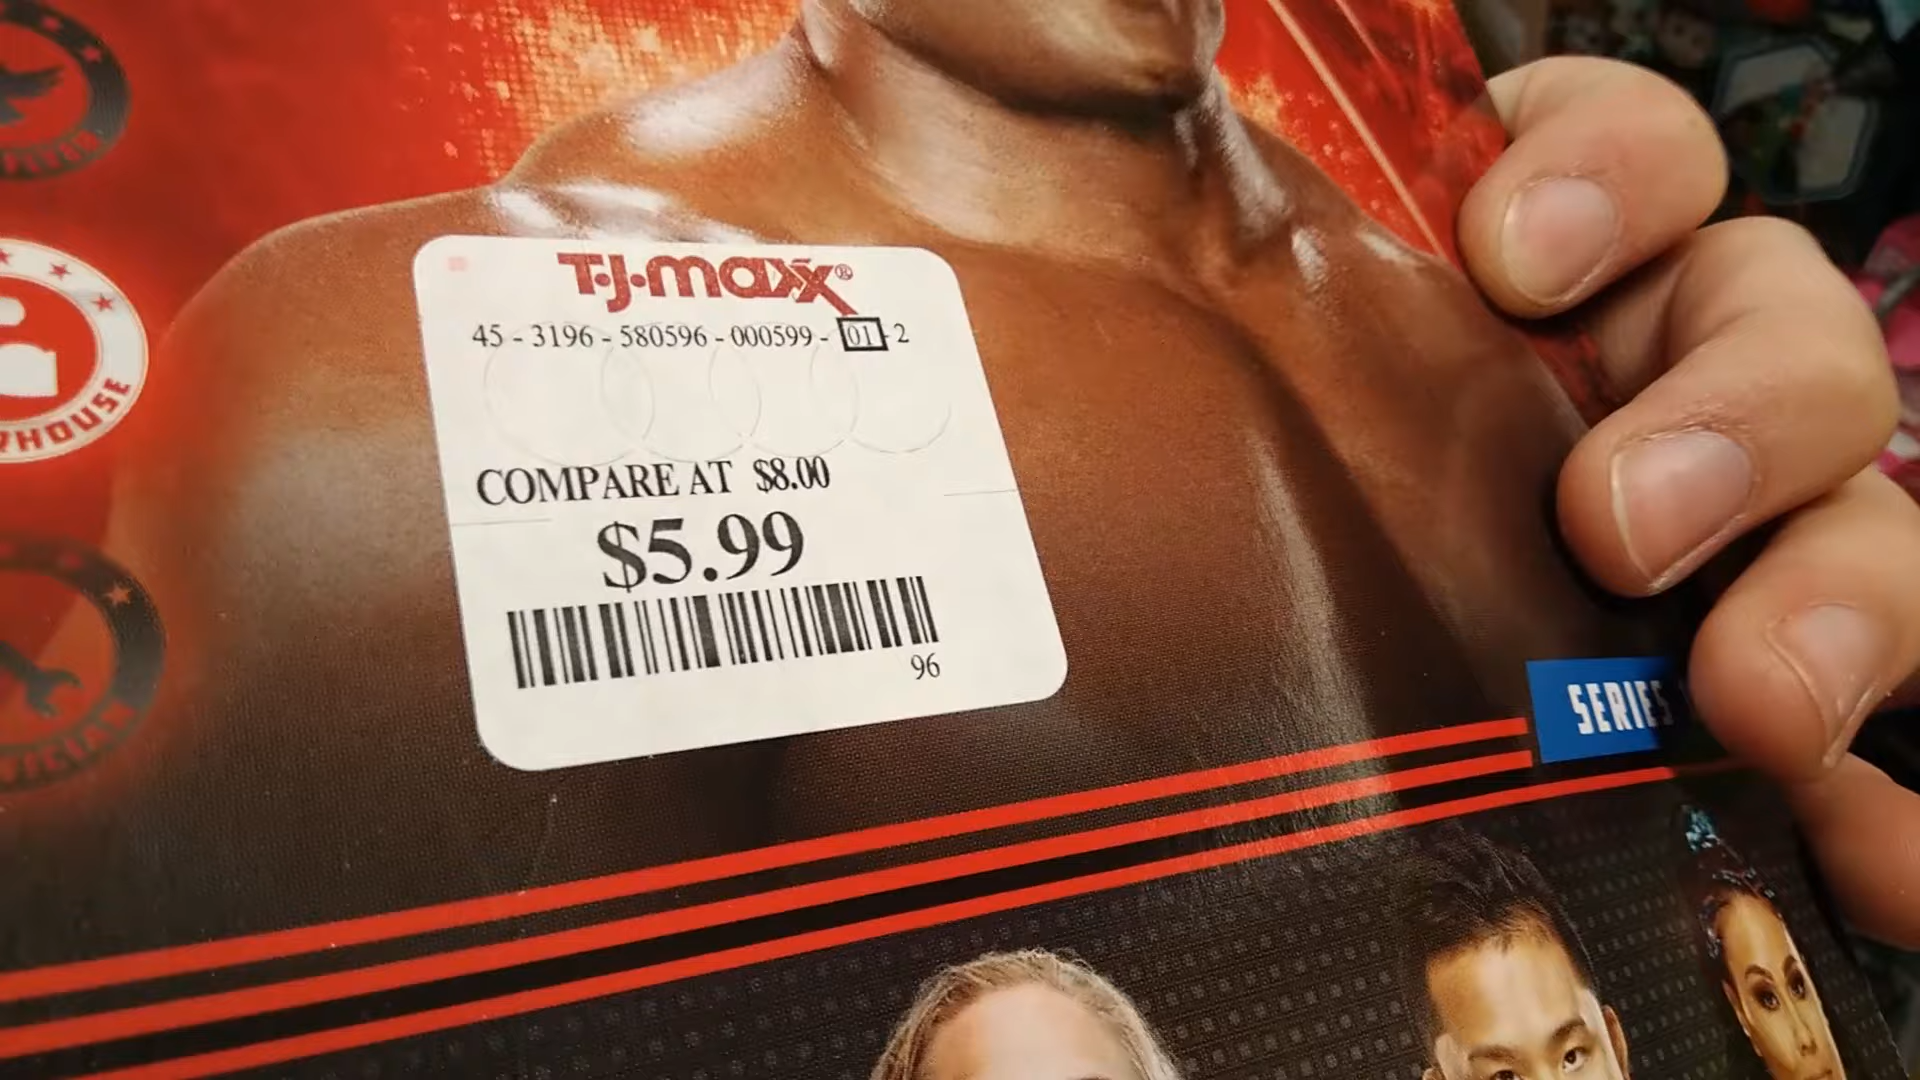 T.J.maxx®
45 - 3196 - 580596 - 000599 - 01 - 2
COMPARE AT $8.00
$5.99
96
SERIES